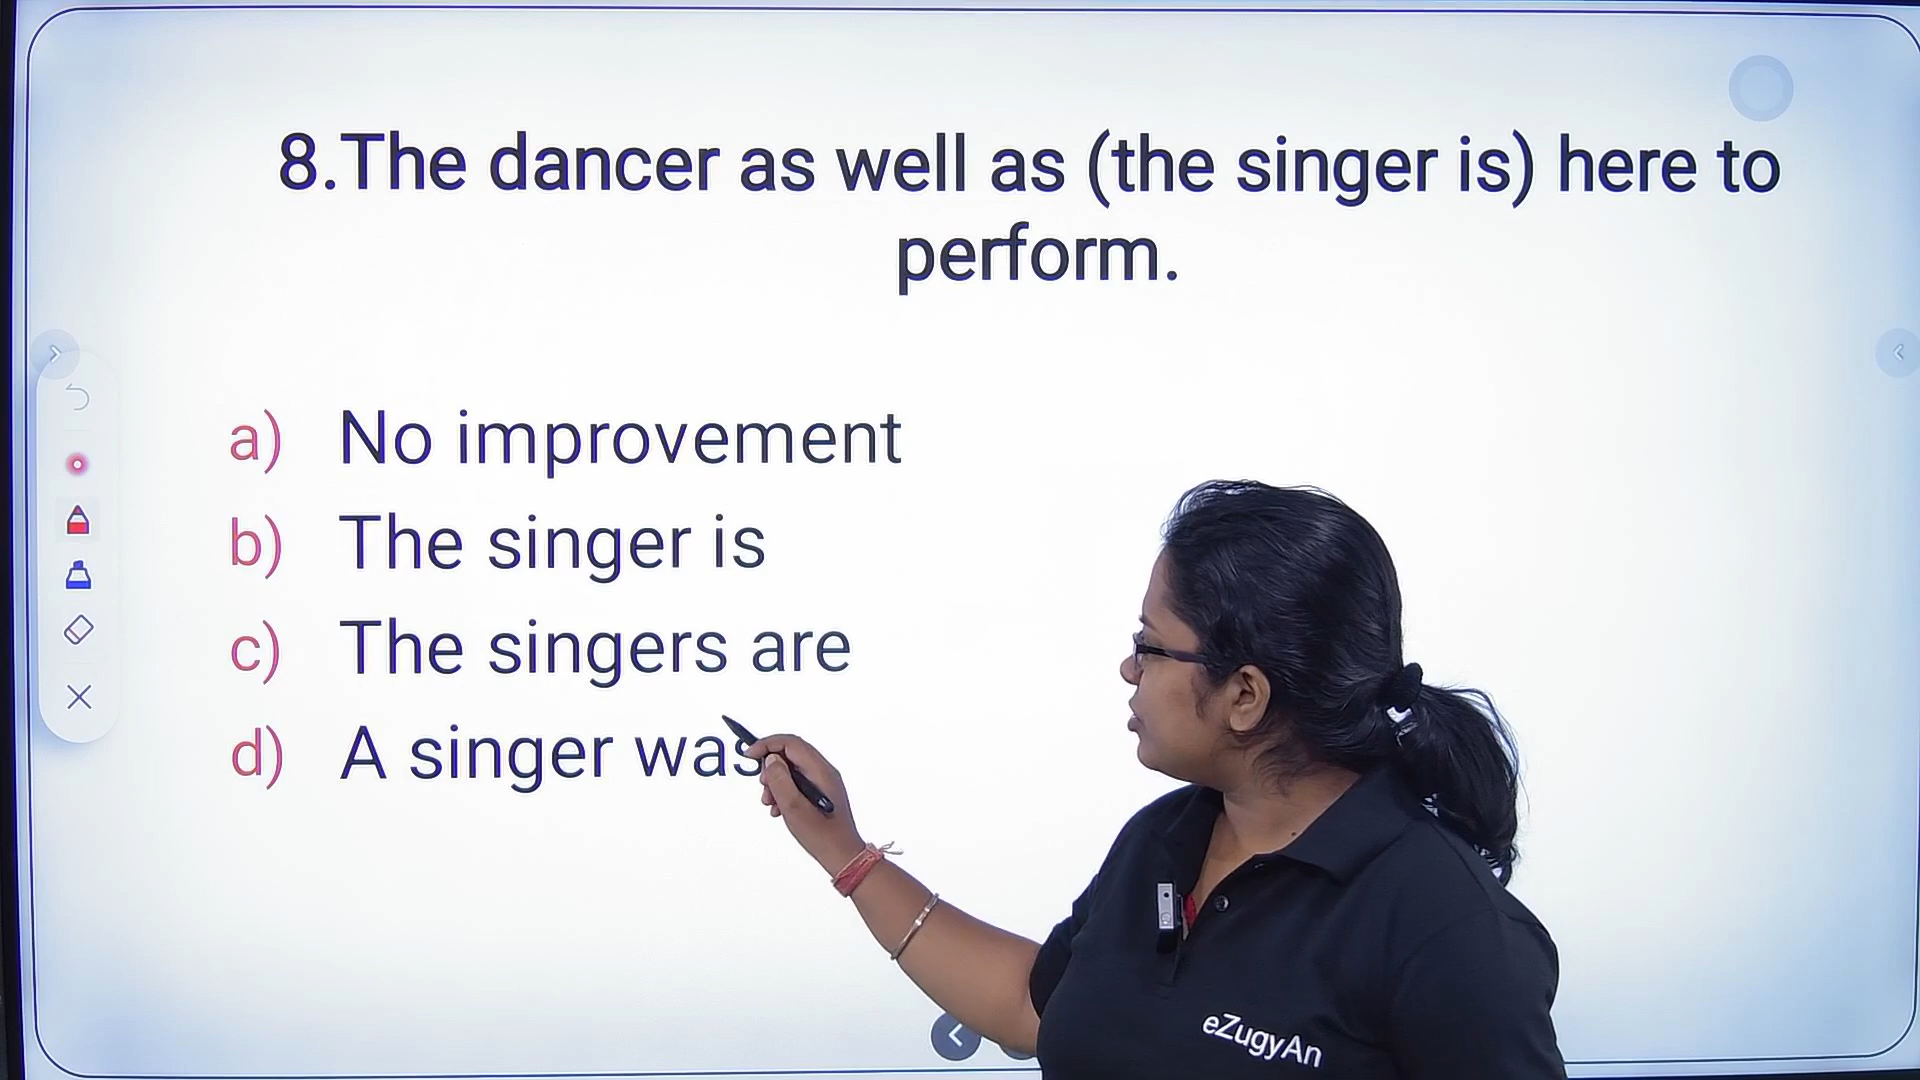 8.The dancer as well as (the singer is) here to
perform.
a) No improvement
b) The singer is
c) The singers are
d) A singer was
eZugyAn